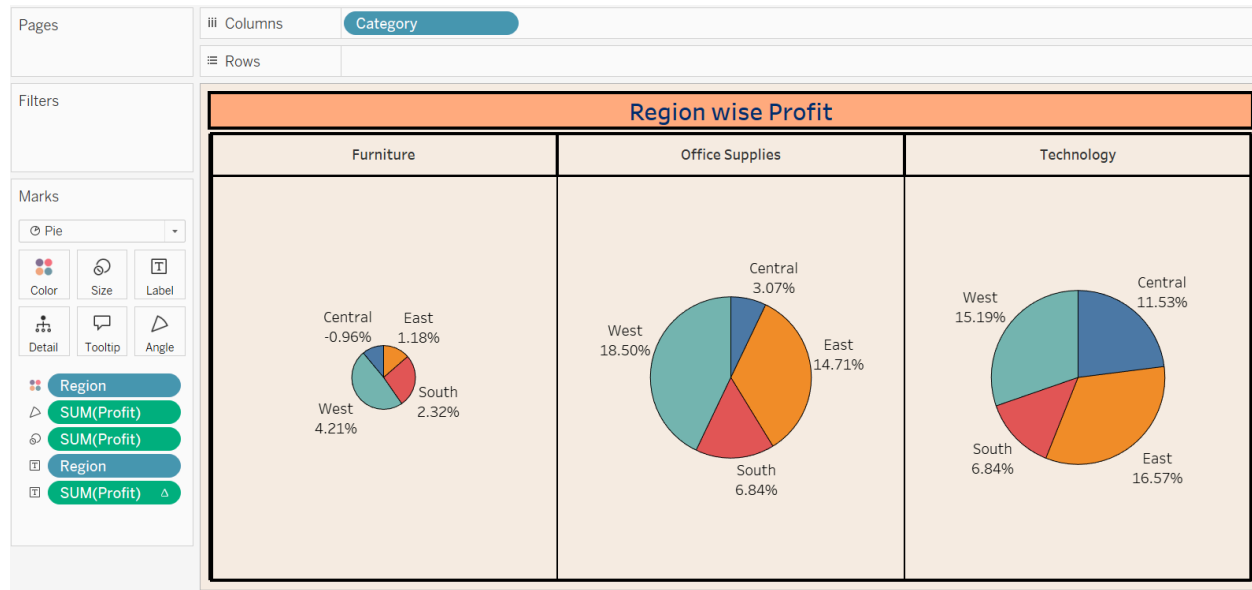 Pages
Columns
Category
Rows
Filters
Marks
Pie
Color
Size
Label
Detail
Tooltip
Angle
Region
SUM(Profit)
SUM(Profit)
Region
SUM(Profit)
Region wise Profit
Furniture
Office Supplies
Technology
Central
-0.96%
East
1.18%
South
2.32%
West
4.21%
Central
3.07%
East
14.71%
South
6.84%
West
18.50%
Central
11.53%
East
16.57%
South
6.84%
West
15.19%